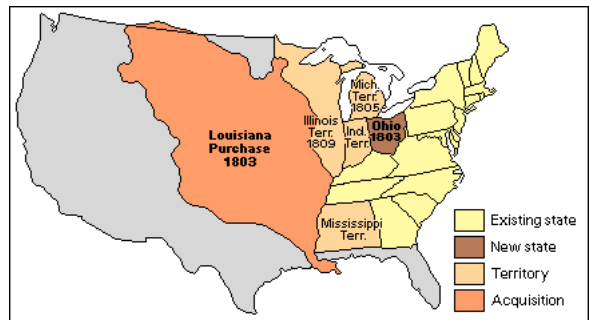 Mich.
Terr.
1805
Illinois
Terr.
1809
Ind.
Terr.
Ohio
1803
Louisiana
Purchase
1803
Mississippi
Terr.
Existing state
New state
Territory
Acquisition